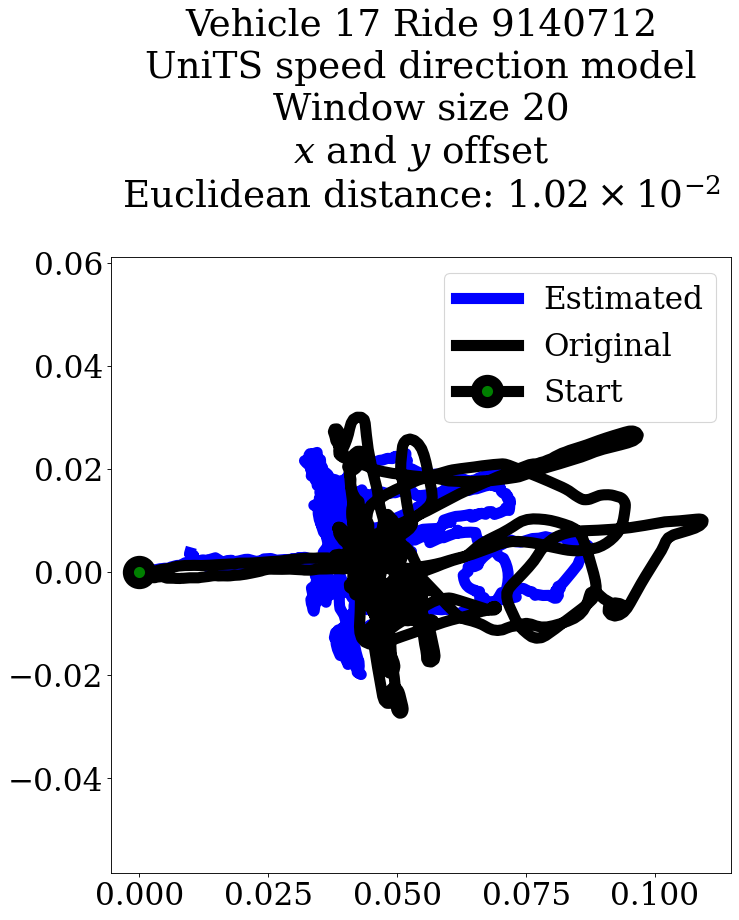 Vehicle 17 Ride 9140712
UniTS speed direction model
Window size 20
x and y offset
Euclidean distance: 1.02 × 10⁻²
0.06
0.04
0.02
0.00
−0.02
−0.04
Estimated
Original
Start
0.000 0.025 0.050 0.075 0.100